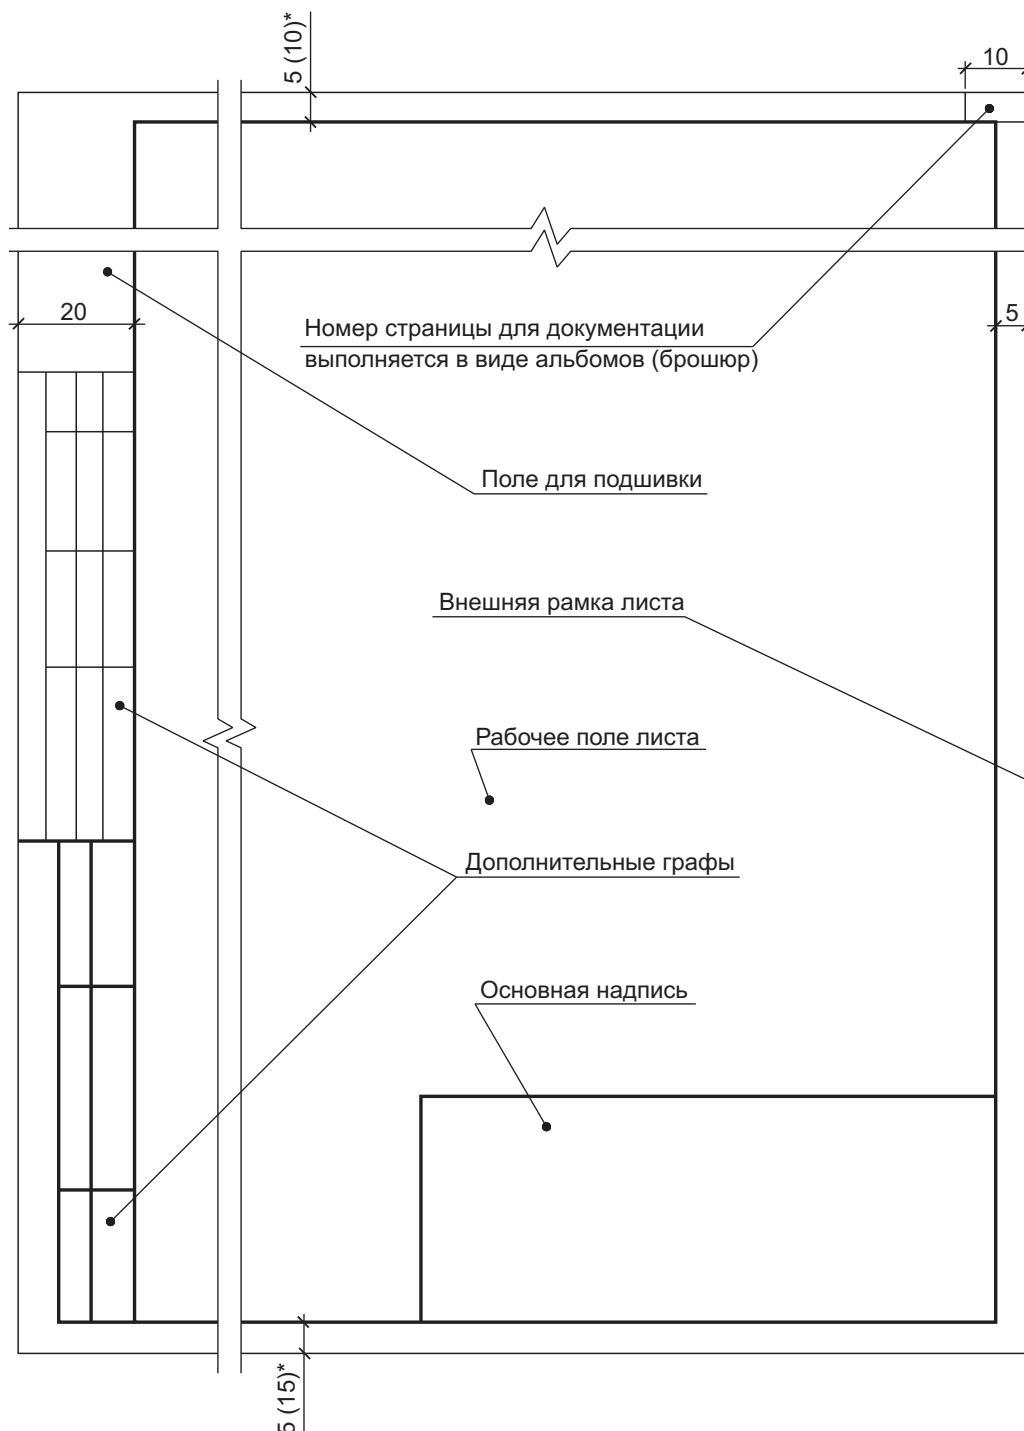 5 (10)*
10
20
5
Номер страницы для документации
выполняется в виде альбомов (брошюр)
Поле для подшивки
Внешняя рамка листа
Рабочее поле листа
Дополнительные графы
Основная надпись
5 (15)*